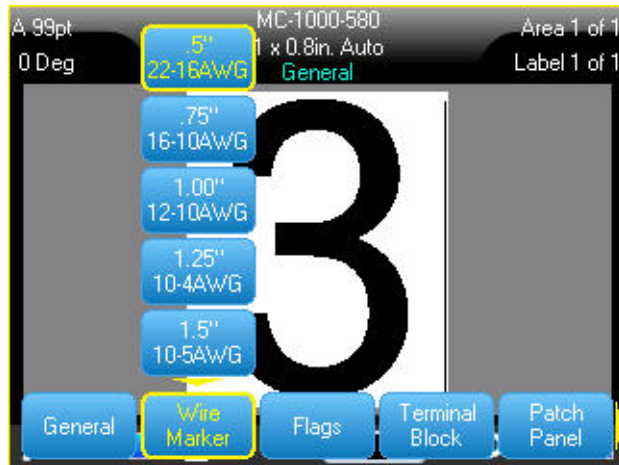 A 99pt
MC-1000-580
Area 1 of 1
0 Deg
1 x 0.8in. Auto
Label 1 of 1
General
.5"
22-16AWG
.75"
16-10AWG
1.00"
12-10AWG
1.25"
10-4AWG
1.5"
10-5AWG
3
General
Wire
Marker
Flags
Terminal
Block
Patch
Panel